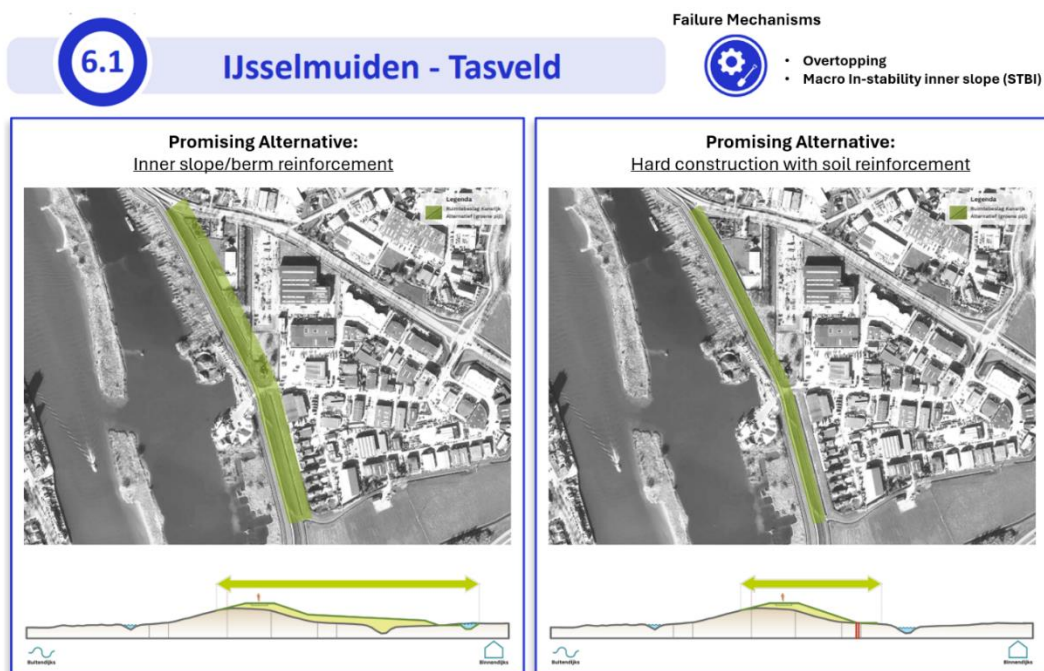 6.1
IJsselmuiden - Tasveld
Failure Mechanisms
• Overtopping
• Macro In-stability inner slope (STBI)
Promising Alternative:
Inner slope/berm reinforcement
Legenda
Buitendijks
Binnendijks
Promising Alternative:
Hard construction with soil reinforcement
Legenda
Buitendijks
Binnendijks